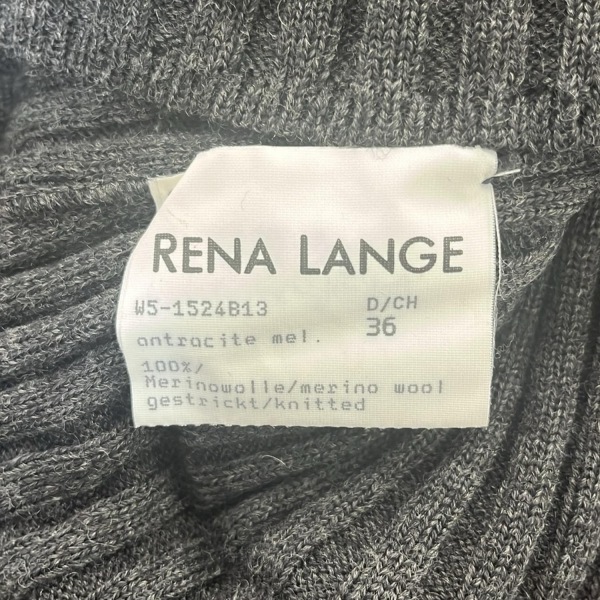 RENA LANGE
W5-1524B13 D/CH
antracite mel. 36
100%/
Merinowolle/merino wool
gestrickt/knitted